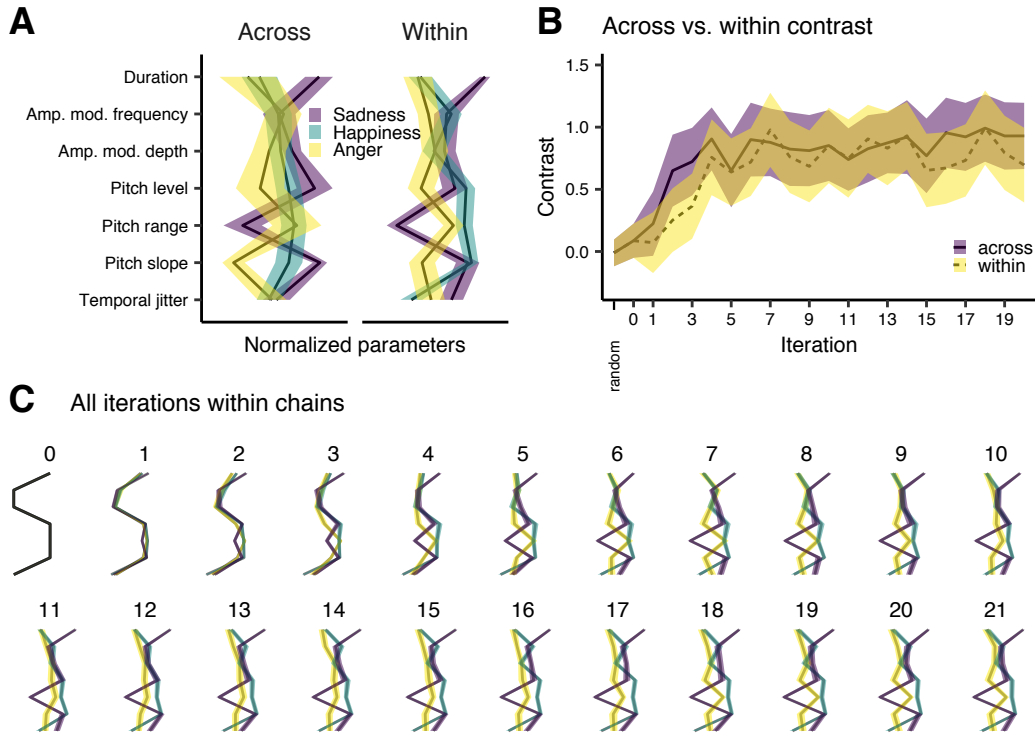 A
Across
Within
Duration
Amp. mod. frequency
Amp. mod. depth
Pitch level
Pitch range
Pitch slope
Temporal jitter
Sadness
Happiness
Anger
Normalized parameters
B
Across vs. within contrast
Contrast
1.5
1.0
0.5
0.0
across
within
random
0 1 3 5 7 9 11 13 15 17 19
Iteration
C
All iterations within chains
0 1 2 3 4 5 6 7 8 9 10
11 12 13 14 15 16 17 18 19 20 21